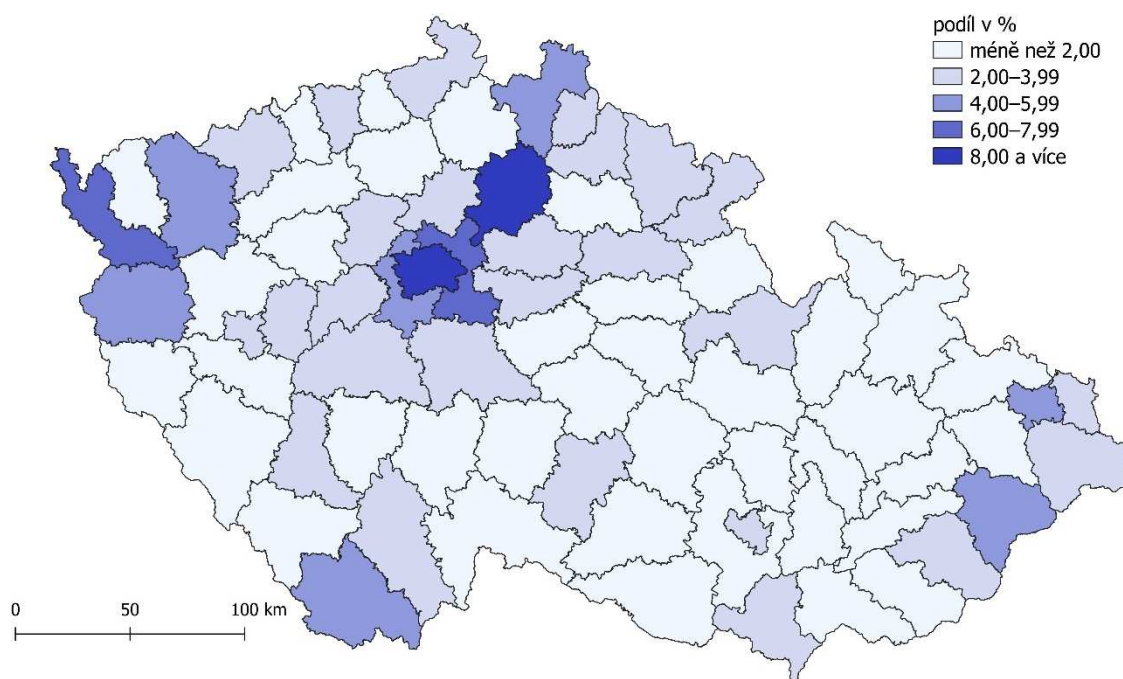 podíl v %
méně než 2,00
2,00–3,99
4,00–5,99
6,00–7,99
8,00 a více
0 50 100 km